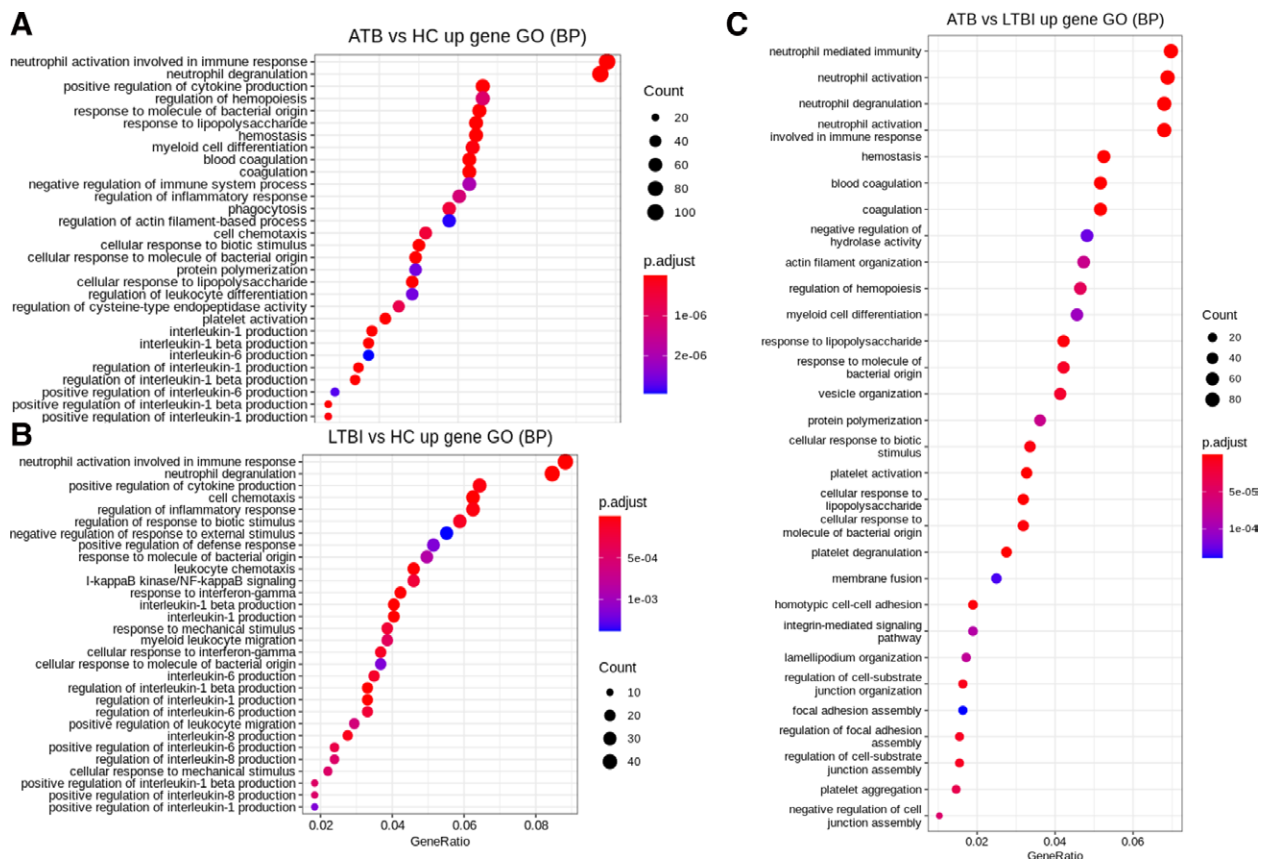 A
ATB vs HC up gene GO (BP)
neutrophil activation involved in immune response
neutrophil degranulation
positive regulation of cytokine production
regulation of hemopoiesis
response to molecule of bacterial origin
response to lipopolysaccharide
hemostasis
myeloid cell differentiation
blood coagulation
coagulation
negative regulation of immune system process
regulation of inflammatory response
phagocytosis
regulation of actin filament-based process
cell chemotaxis
cellular response to biotic stimulus
cellular response to molecule of bacterial origin
protein polymerization
cellular response to lipopolysaccharide
regulation of leukocyte differentiation
regulation of cysteine-type endopeptidase activity
platelet activation
interleukin-1 production
interleukin-1 beta production
interleukin-6 production
regulation of interleukin-1 production
regulation of interleukin-1 beta production
positive regulation of interleukin-6 production
positive regulation of interleukin-1 beta production
positive regulation of interleukin-1 production
Count
20
40
60
80
100
p.adjust
1e-06
2e-06
B
LTBI vs HC up gene GO (BP)
neutrophil activation involved in immune response
neutrophil degranulation
positive regulation of cytokine production
cell chemotaxis
regulation of inflammatory response
regulation of response to biotic stimulus
negative regulation of response to external stimulus
positive regulation of defense response
response to molecule of bacterial origin
leukocyte chemotaxis
I-kappaB kinase/NF-kappaB signaling
response to interferon-gamma
interleukin-1 beta production
interleukin-1 production
response to mechanical stimulus
myeloid leukocyte migration
cellular response to interferon-gamma
cellular response to molecule of bacterial origin
interleukin-6 production
regulation of interleukin-1 beta production
regulation of interleukin-1 production
regulation of interleukin-6 production
positive regulation of leukocyte migration
interleukin-8 production
positive regulation of interleukin-6 production
regulation of interleukin-8 production
cellular response to mechanical stimulus
positive regulation of interleukin-1 beta production
positive regulation of interleukin-8 production
positive regulation of interleukin-1 production
0.02 0.04 0.06 0.08
GeneRatio
p.adjust
5e-04
1e-03
Count
10
20
30
40
C
ATB vs LTBI up gene GO (BP)
neutrophil mediated immunity
neutrophil activation
neutrophil degranulation
neutrophil activation
involved in immune response
hemostasis
blood coagulation
coagulation
negative regulation of
hydrolase activity
actin filament organization
regulation of hemopoiesis
myeloid cell differentiation
response to lipopolysaccharide
response to molecule of
bacterial origin
vesicle organization
protein polymerization
cellular response to biotic
stimulus
platelet activation
cellular response to
lipopolysaccharide
cellular response to
molecule of bacterial origin
platelet degranulation
membrane fusion
homotypic cell-cell adhesion
integrin-mediated signaling
pathway
lamellipodium organization
regulation of cell-substrate
junction organization
focal adhesion assembly
regulation of focal adhesion
assembly
regulation of cell-substrate
junction assembly
platelet aggregation
negative regulation of cell
junction assembly
0.02 0.04 0.06
GeneRatio
Count
20
40
60
80
p.adjust
5e-05
1e-04